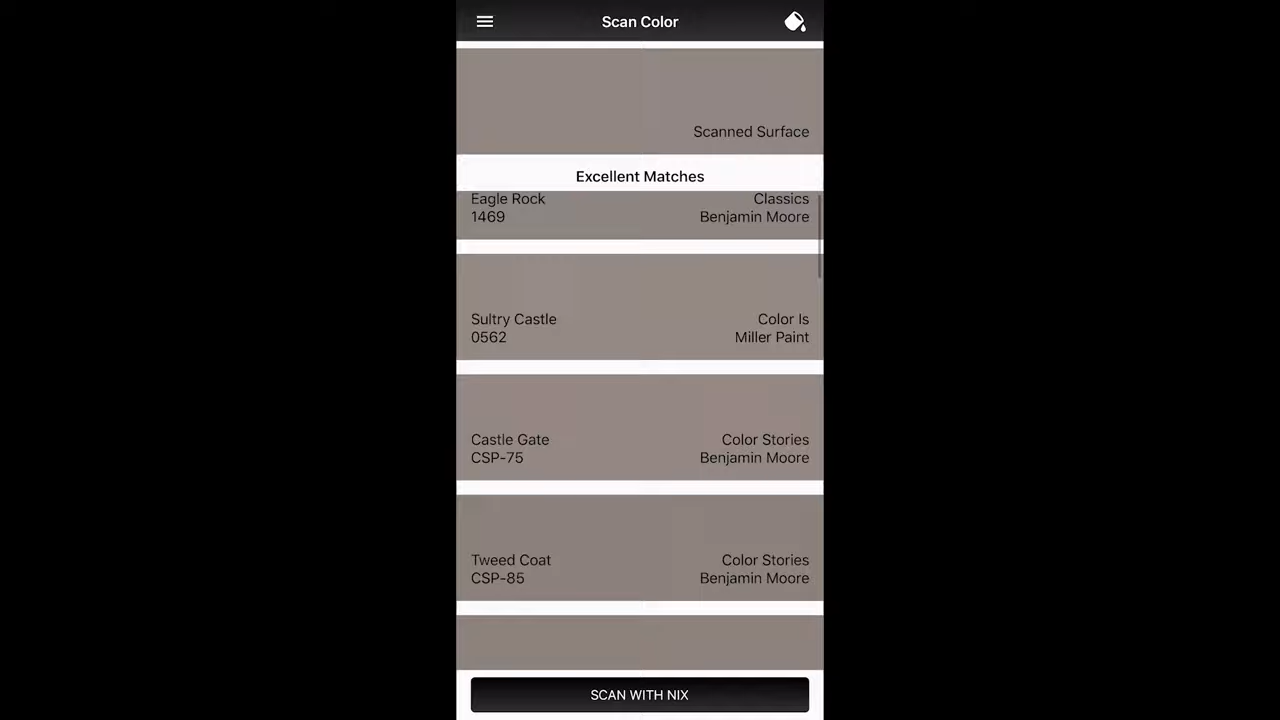 Scan Color
Scanned Surface
Excellent Matches
Eagle Rock Classics
1469 Benjamin Moore
Sultry Castle Color Is
0562 Miller Paint
Castle Gate Color Stories
CSP-75 Benjamin Moore
Tweed Coat Color Stories
CSP-85 Benjamin Moore
SCAN WITH NIX